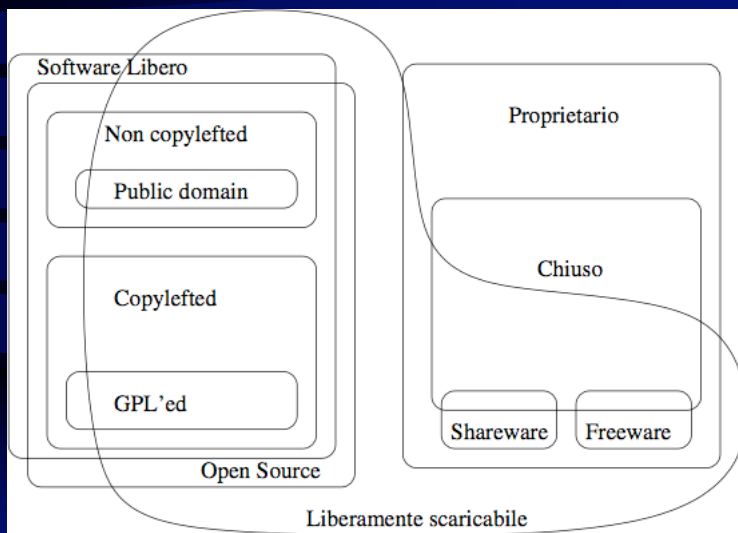 Software Libero
Non copylefted
Public domain
Copylefted
GPL'ed
Open Source
Proprietario
Chiuso
Shareware
Freeware
Liberamente scaricabile